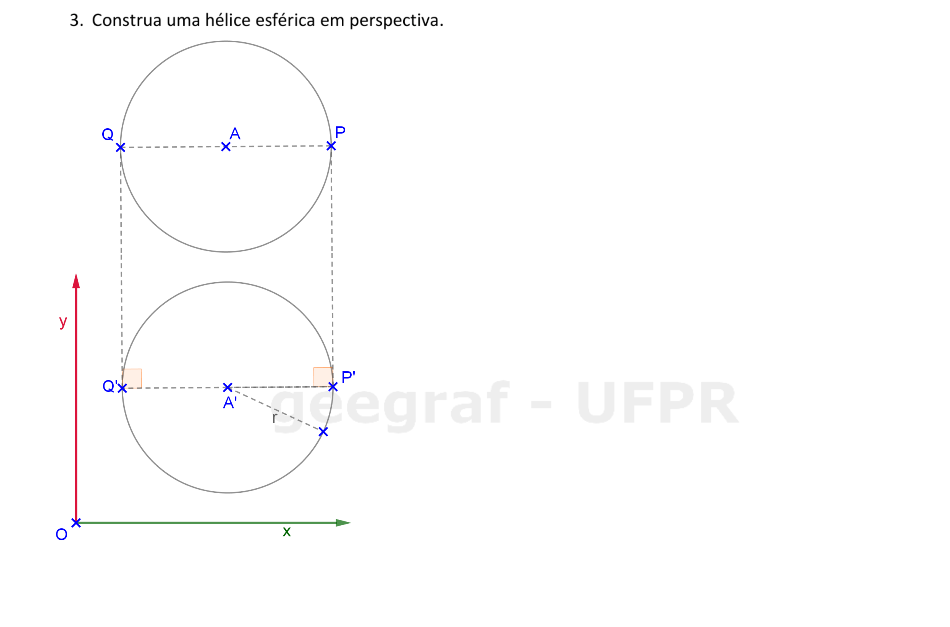 3. Construa uma hélice esférica em perspectiva.
Q A P
y
Q' A' P'
r
geegraf - UFPR
O x